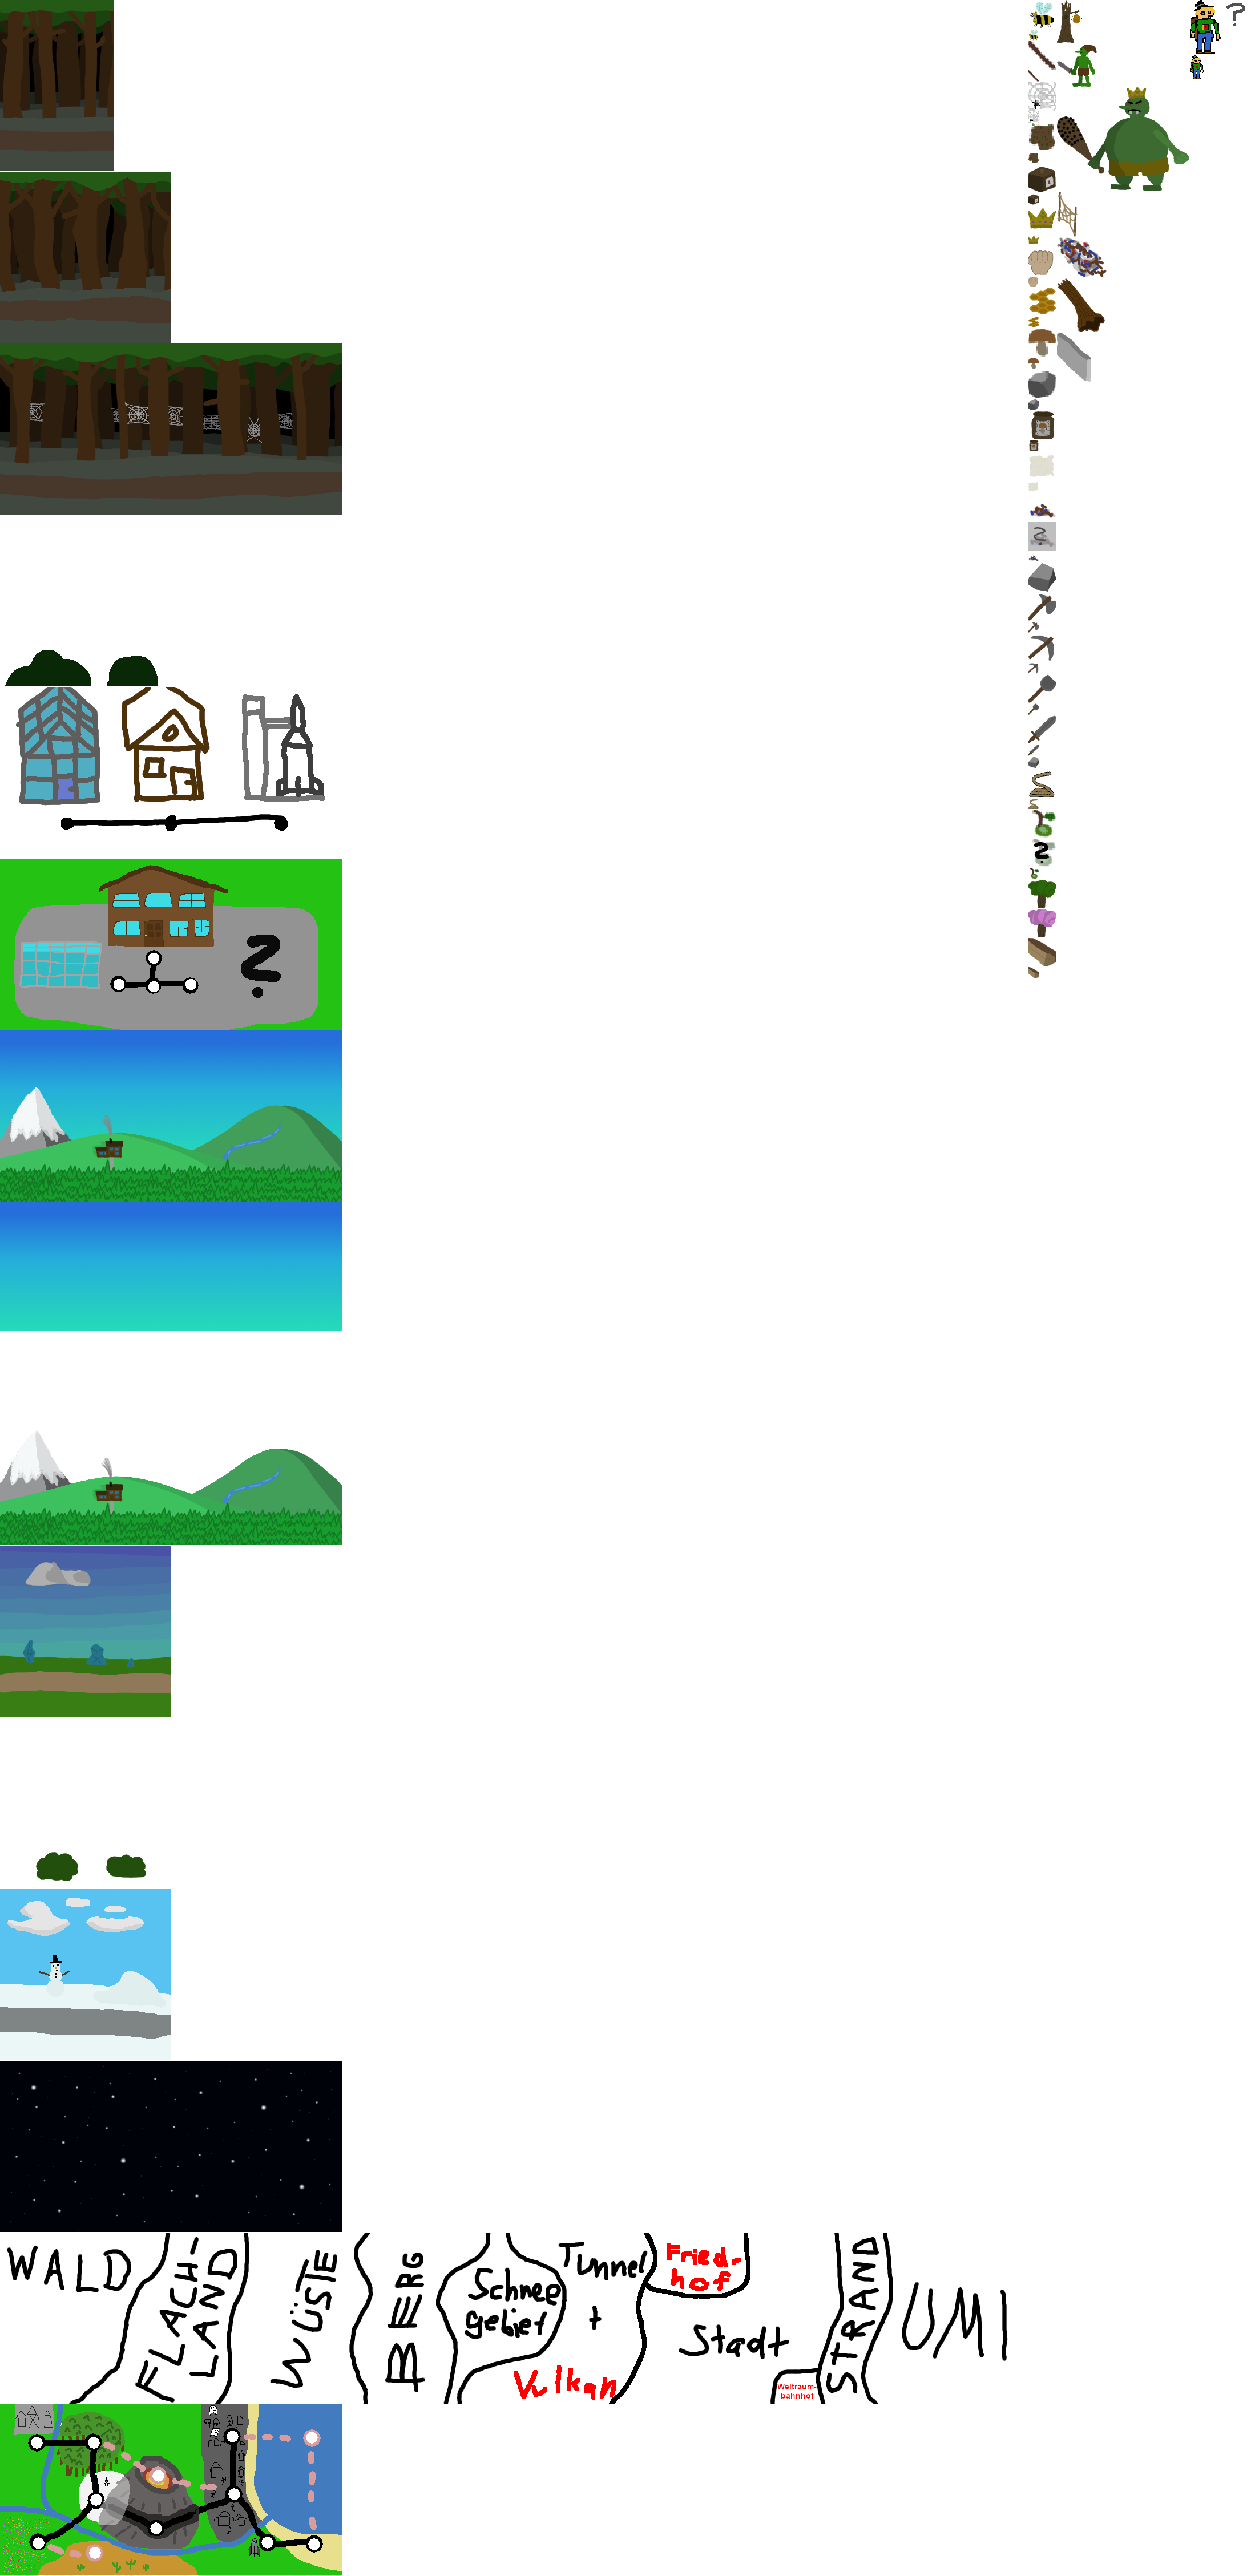 ?
WALD
FLACH-
LAND
WÜSTE
BERG
Schnee
gebiet
Tunnel
+
Vulkan
Fried-
hof
Stadt
Weltraum-
bahnhof
STRAND
UMI